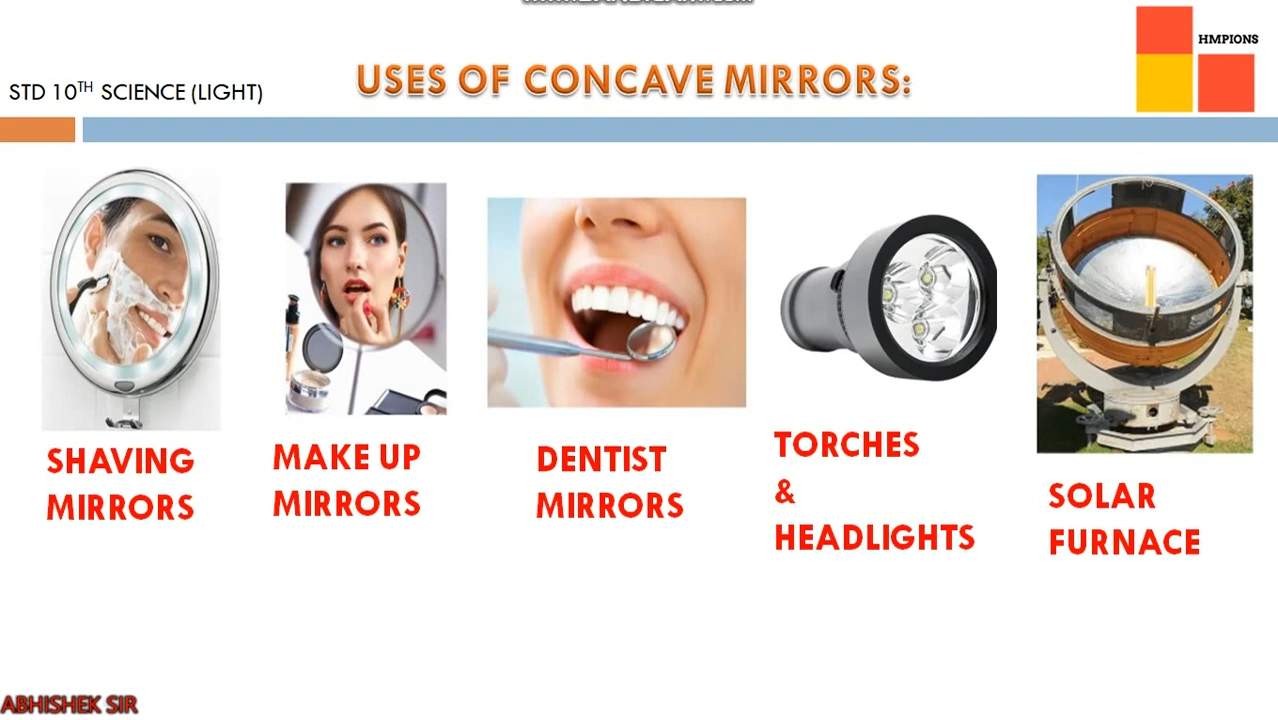 HMPIONS
STD 10TH SCIENCE (LIGHT)
USES OF CONCAVE MIRRORS:
SHAVING
MIRRORS
MAKE UP
MIRRORS
DENTIST
MIRRORS
TORCHES
&
HEADLIGHTS
SOLAR
FURNACE
ABHISHEK SIR